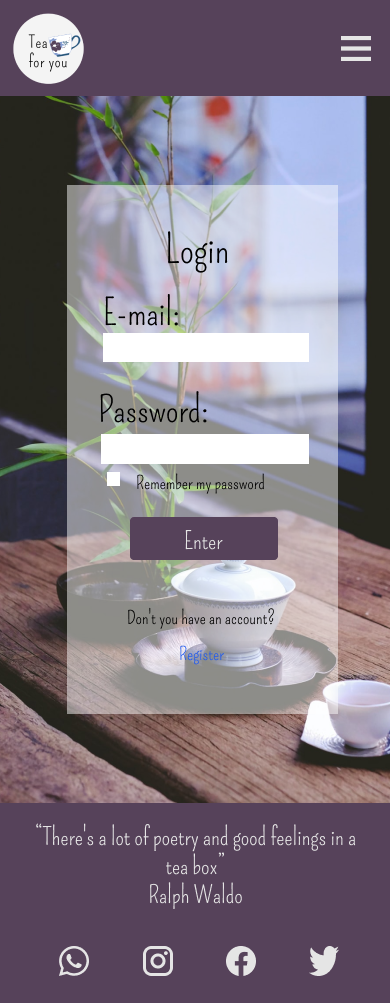 Tea
for you
Login
E-mail:
Password:
Remember my password
Enter
Don't you have an account?
Register
“There's a lot of poetry and good feelings in a
tea box”
Ralph Waldo